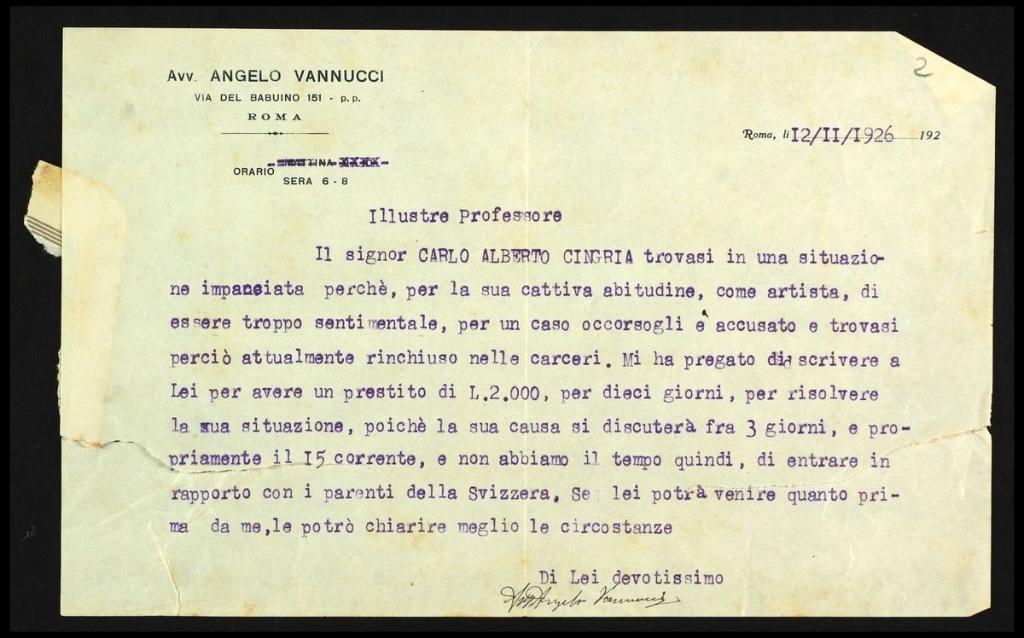 2
Avv. ANGELO VANNUCCI
VIA DEL BABUINO 151 - p.p.
ROMA
Roma, li 12/II/1926 192
ORARIO MATTINA XXXX
SERA 6 - 8
Illustre Professore
Il signor CARLO ALBERTO CINGRIA trovasi in una situazio-
ne impanciata perchè, per la sua cattiva abitudine, come artista, di
essere troppo sentimentale, per un caso occorsogli è accusato e trovasi
perciò attualmente rinchiuso nelle carceri. Mi ha pregato di scrivere a
Lei per avere un prestito di L.2.000, per dieci giorni, per risolvere
la sua situazione, poichè la sua causa si discuterà fra 3 giorni, e pro-
priamente il I5 corrente, e non abbiamo il tempo quindi, di entrare in
rapporto con i parenti della Svizzera. Se lei potrà venire quanto pri-
ma da me,le potrò chiarire meglio le circostanze
Di Lei devotissimo
Avv Angelo Vannucci